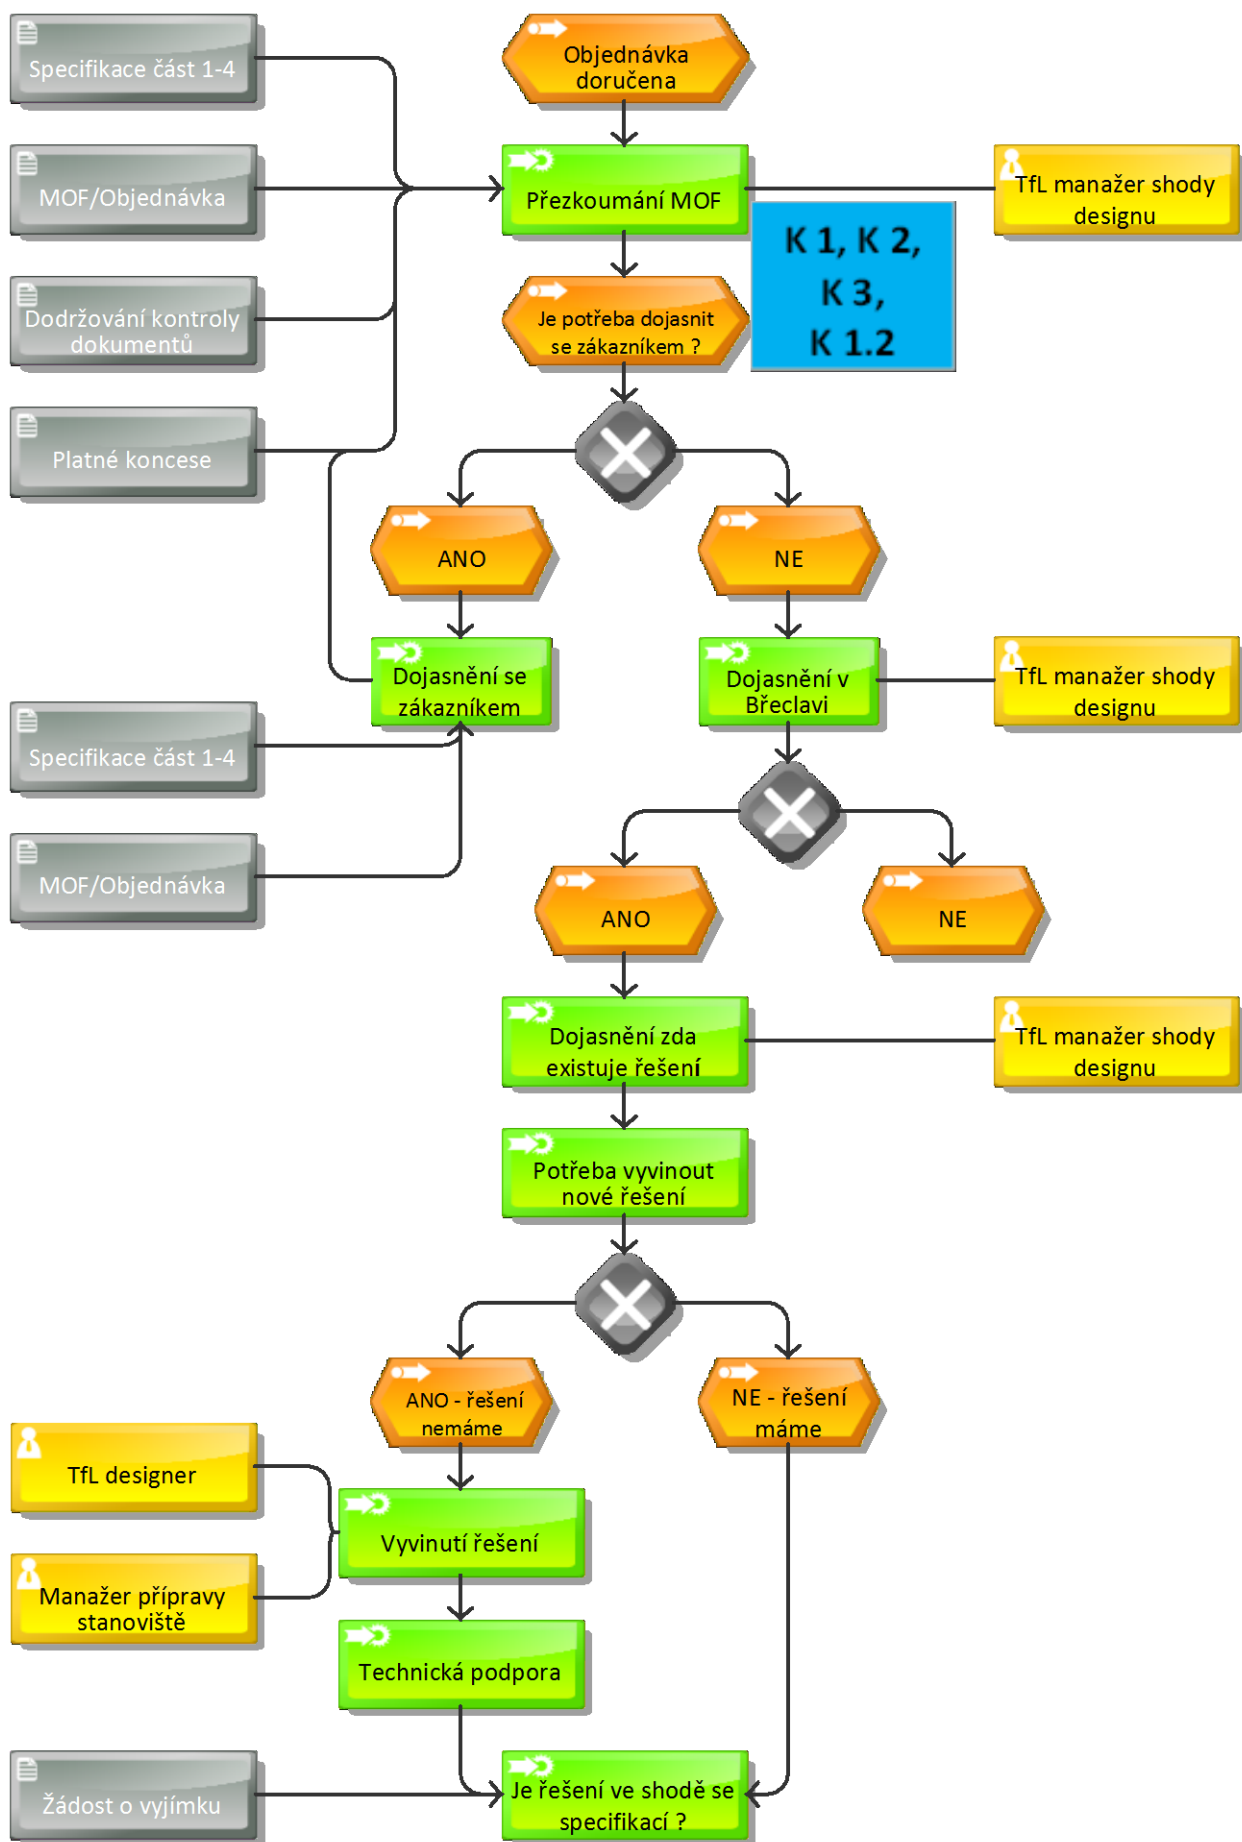 Specifikace část 1-4
Objednávka
doručena
MOF/Objednávka
Přezkoumání MOF
TfL manažer shody
designu
K 1, K 2,
K 3,
K 1.2
Dodržování kontroly
dokumentů
Je potřeba dojasnit
se zákazníkem ?
Platné koncese
ANO
NE
Dojasnění se
zákazníkem
Dojasnění v
Břeclavi
TfL manažer shody
designu
Specifikace část 1-4
MOF/Objednávka
ANO
NE
Dojasnění zda
existuje řešení
TfL manažer shody
designu
Potřeba vyvinout
nové řešení
ANO - řešení
nemáme
NE - řešení
máme
TfL designer
Vyvinutí řešení
Manažer přípravy
stanoviště
Technická podpora
Žádost o vyjímku
Je řešení ve shodě se
specifikací ?